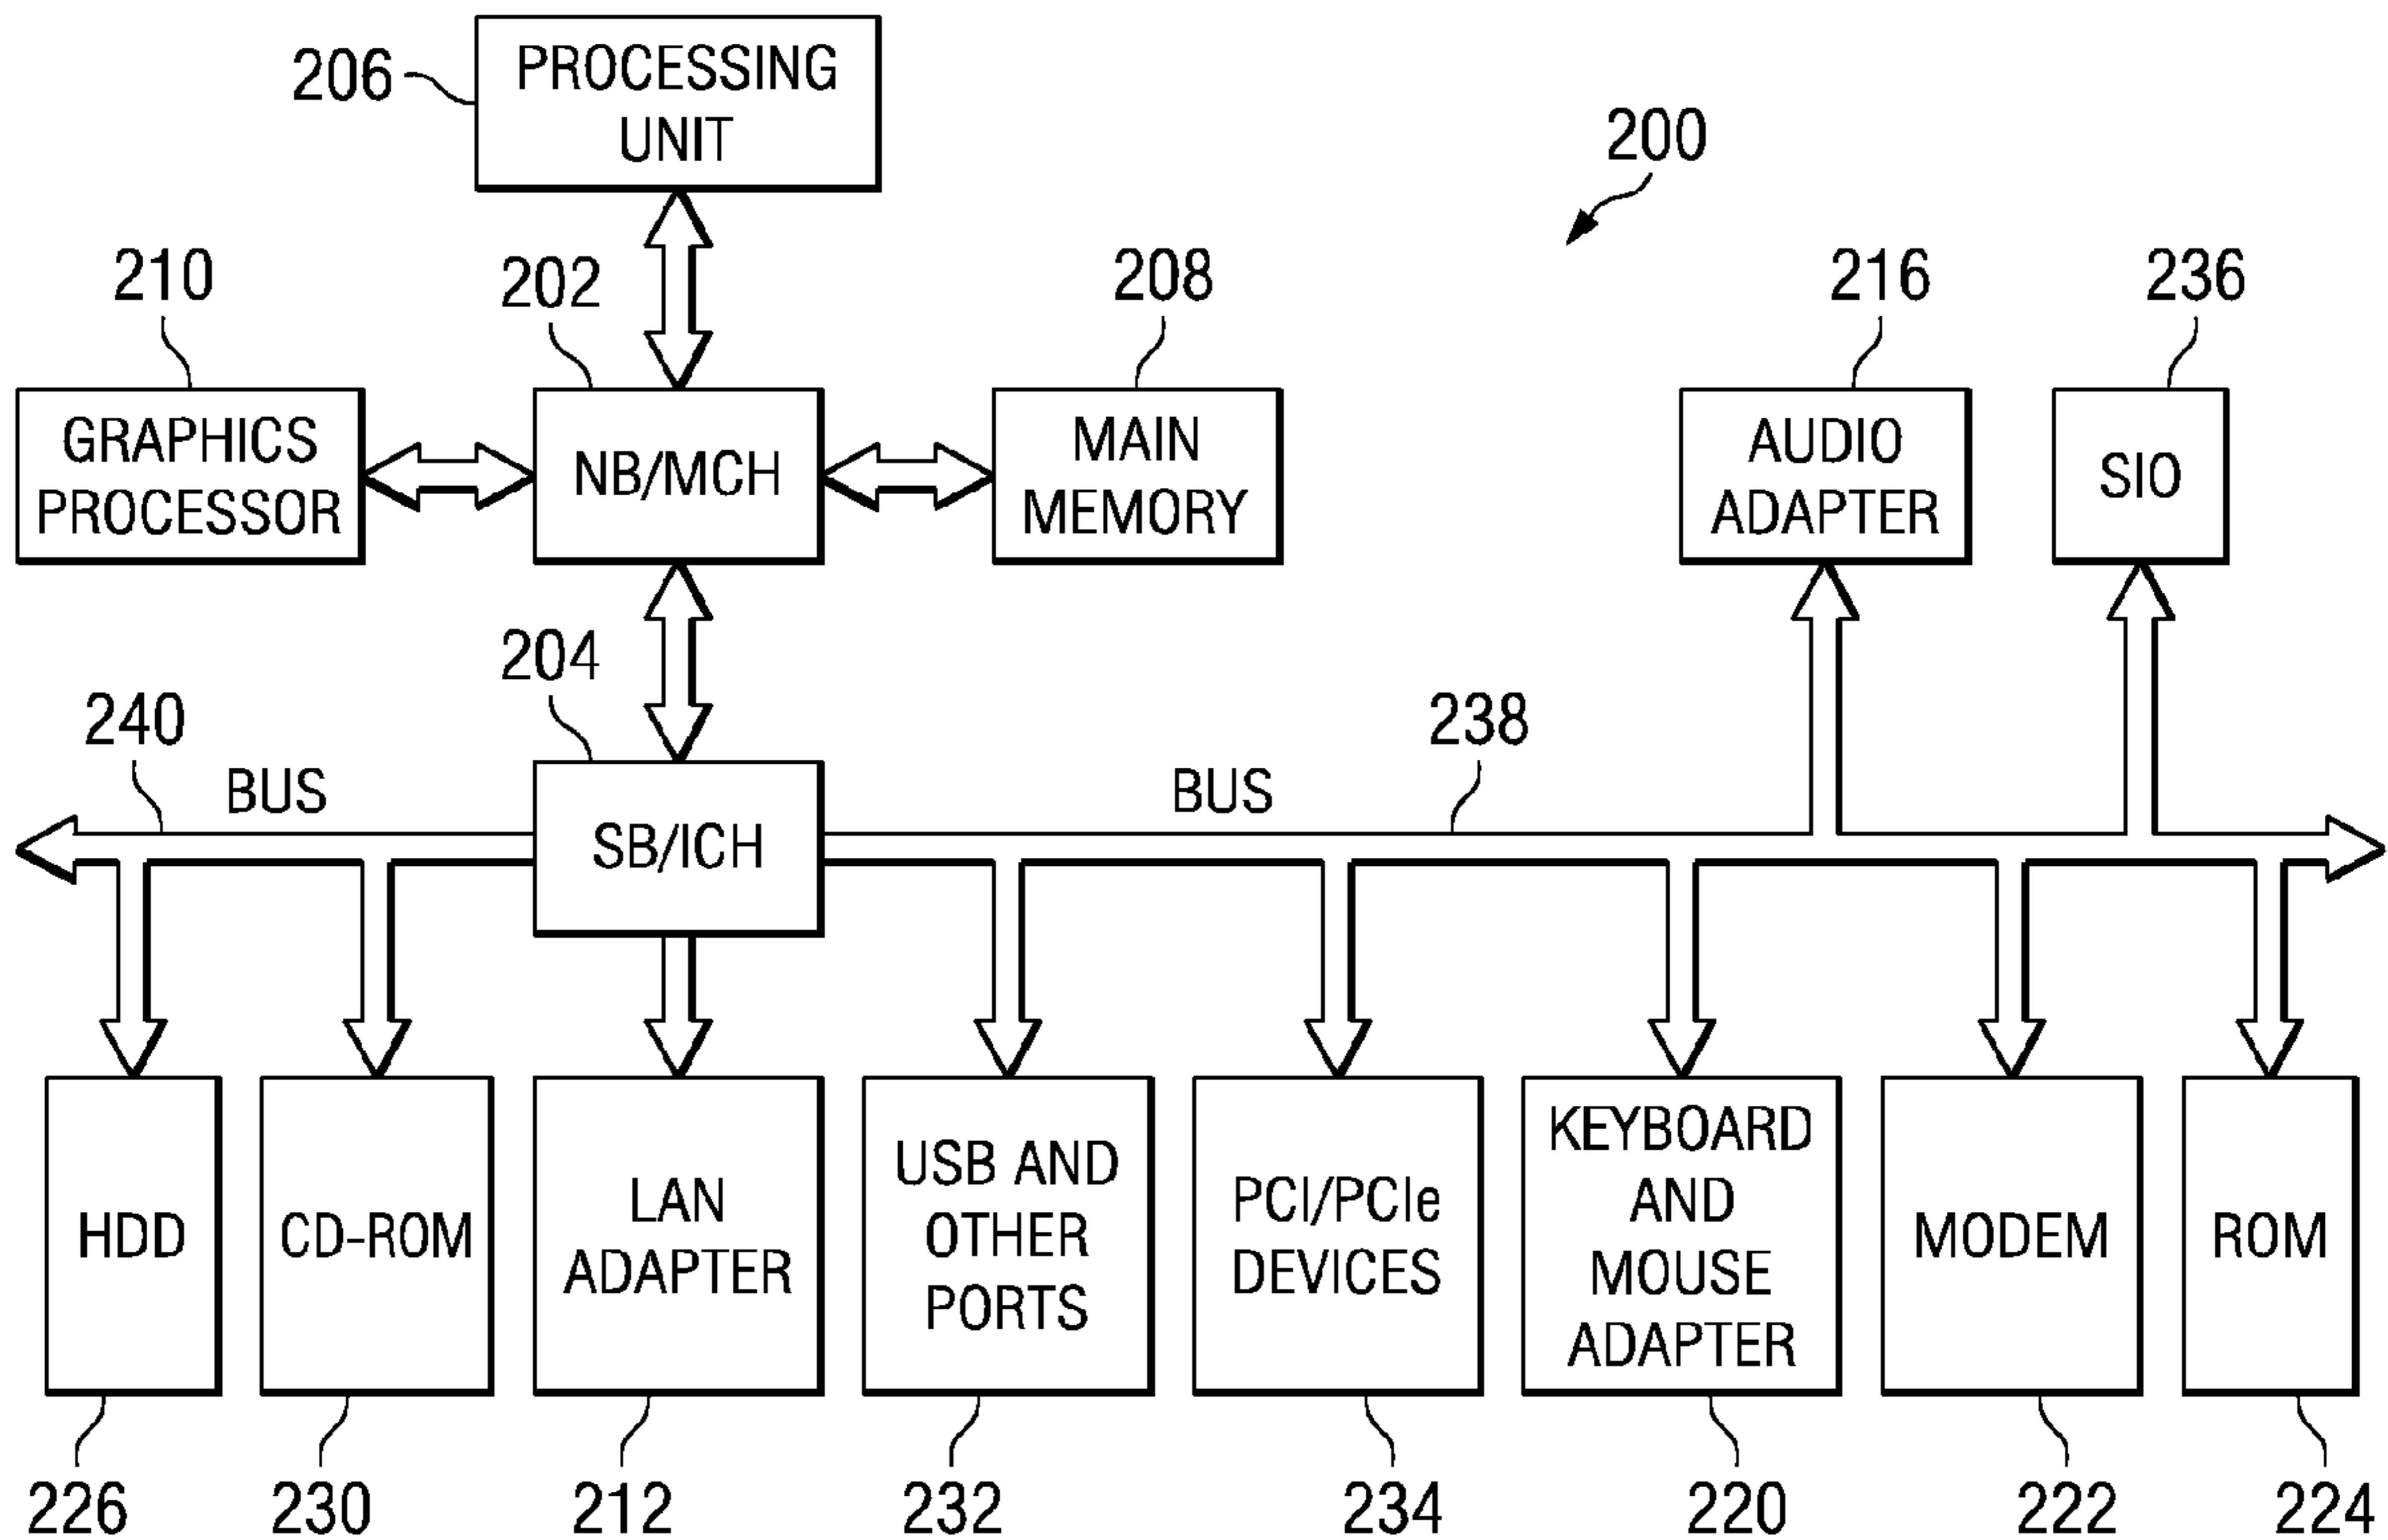 206
PROCESSING
UNIT
200
210
202
208
216
236
GRAPHICS
PROCESSOR
NB/MCH
MAIN
MEMORY
AUDIO
ADAPTER
SIO
204
240
BUS
SB/ICH
BUS
238
HDD
CD-ROM
LAN
ADAPTER
USB AND
OTHER
PORTS
PCI/PCIe
DEVICES
KEYBOARD
AND
MOUSE
ADAPTER
MODEM
ROM
226
230
212
232
234
220
222
224